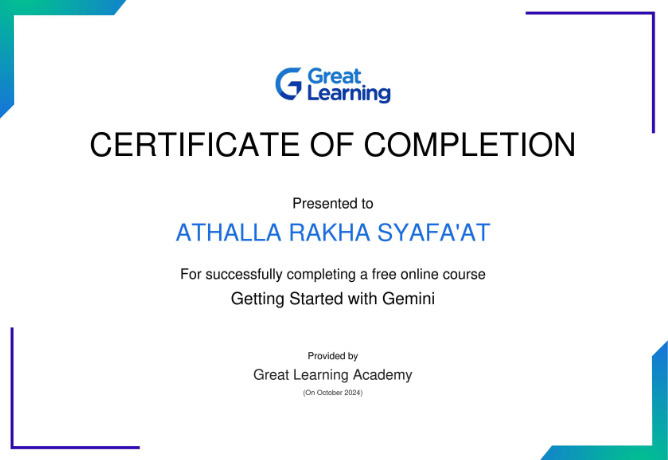 Great
Learning
CERTIFICATE OF COMPLETION
Presented to
ATHALLA RAKHA SYAFA'AT
For successfully completing a free online course
Getting Started with Gemini
Provided by
Great Learning Academy
(On October 2024)